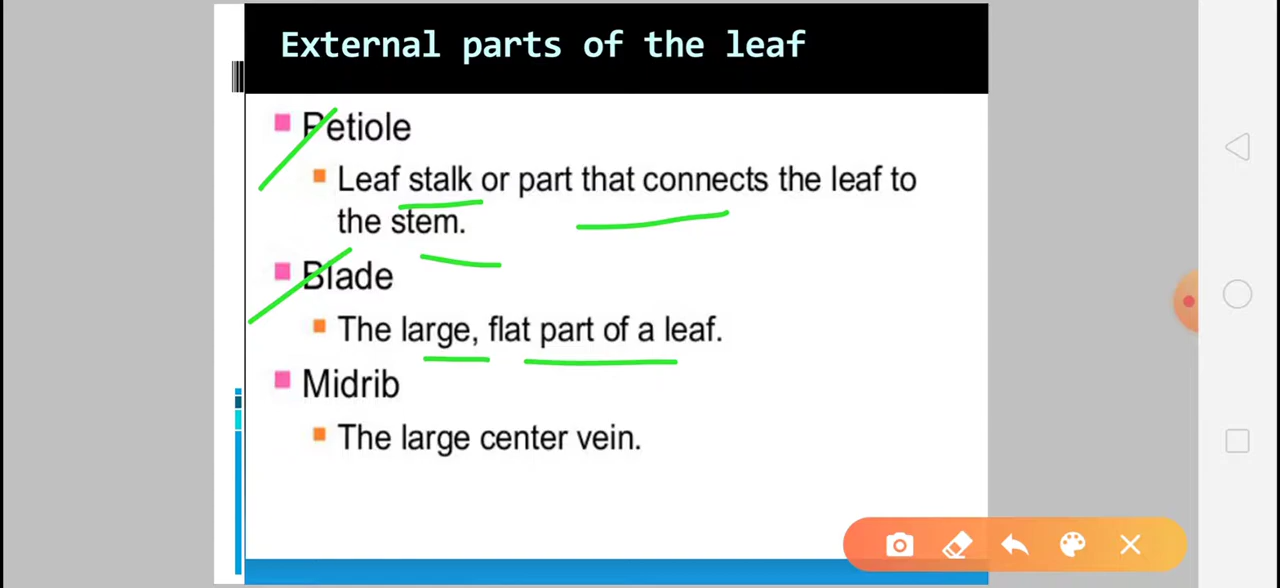 External parts of the leaf
Petiole
Leaf stalk or part that connects the leaf to
the stem.
Blade
The large, flat part of a leaf.
Midrib
The large center vein.